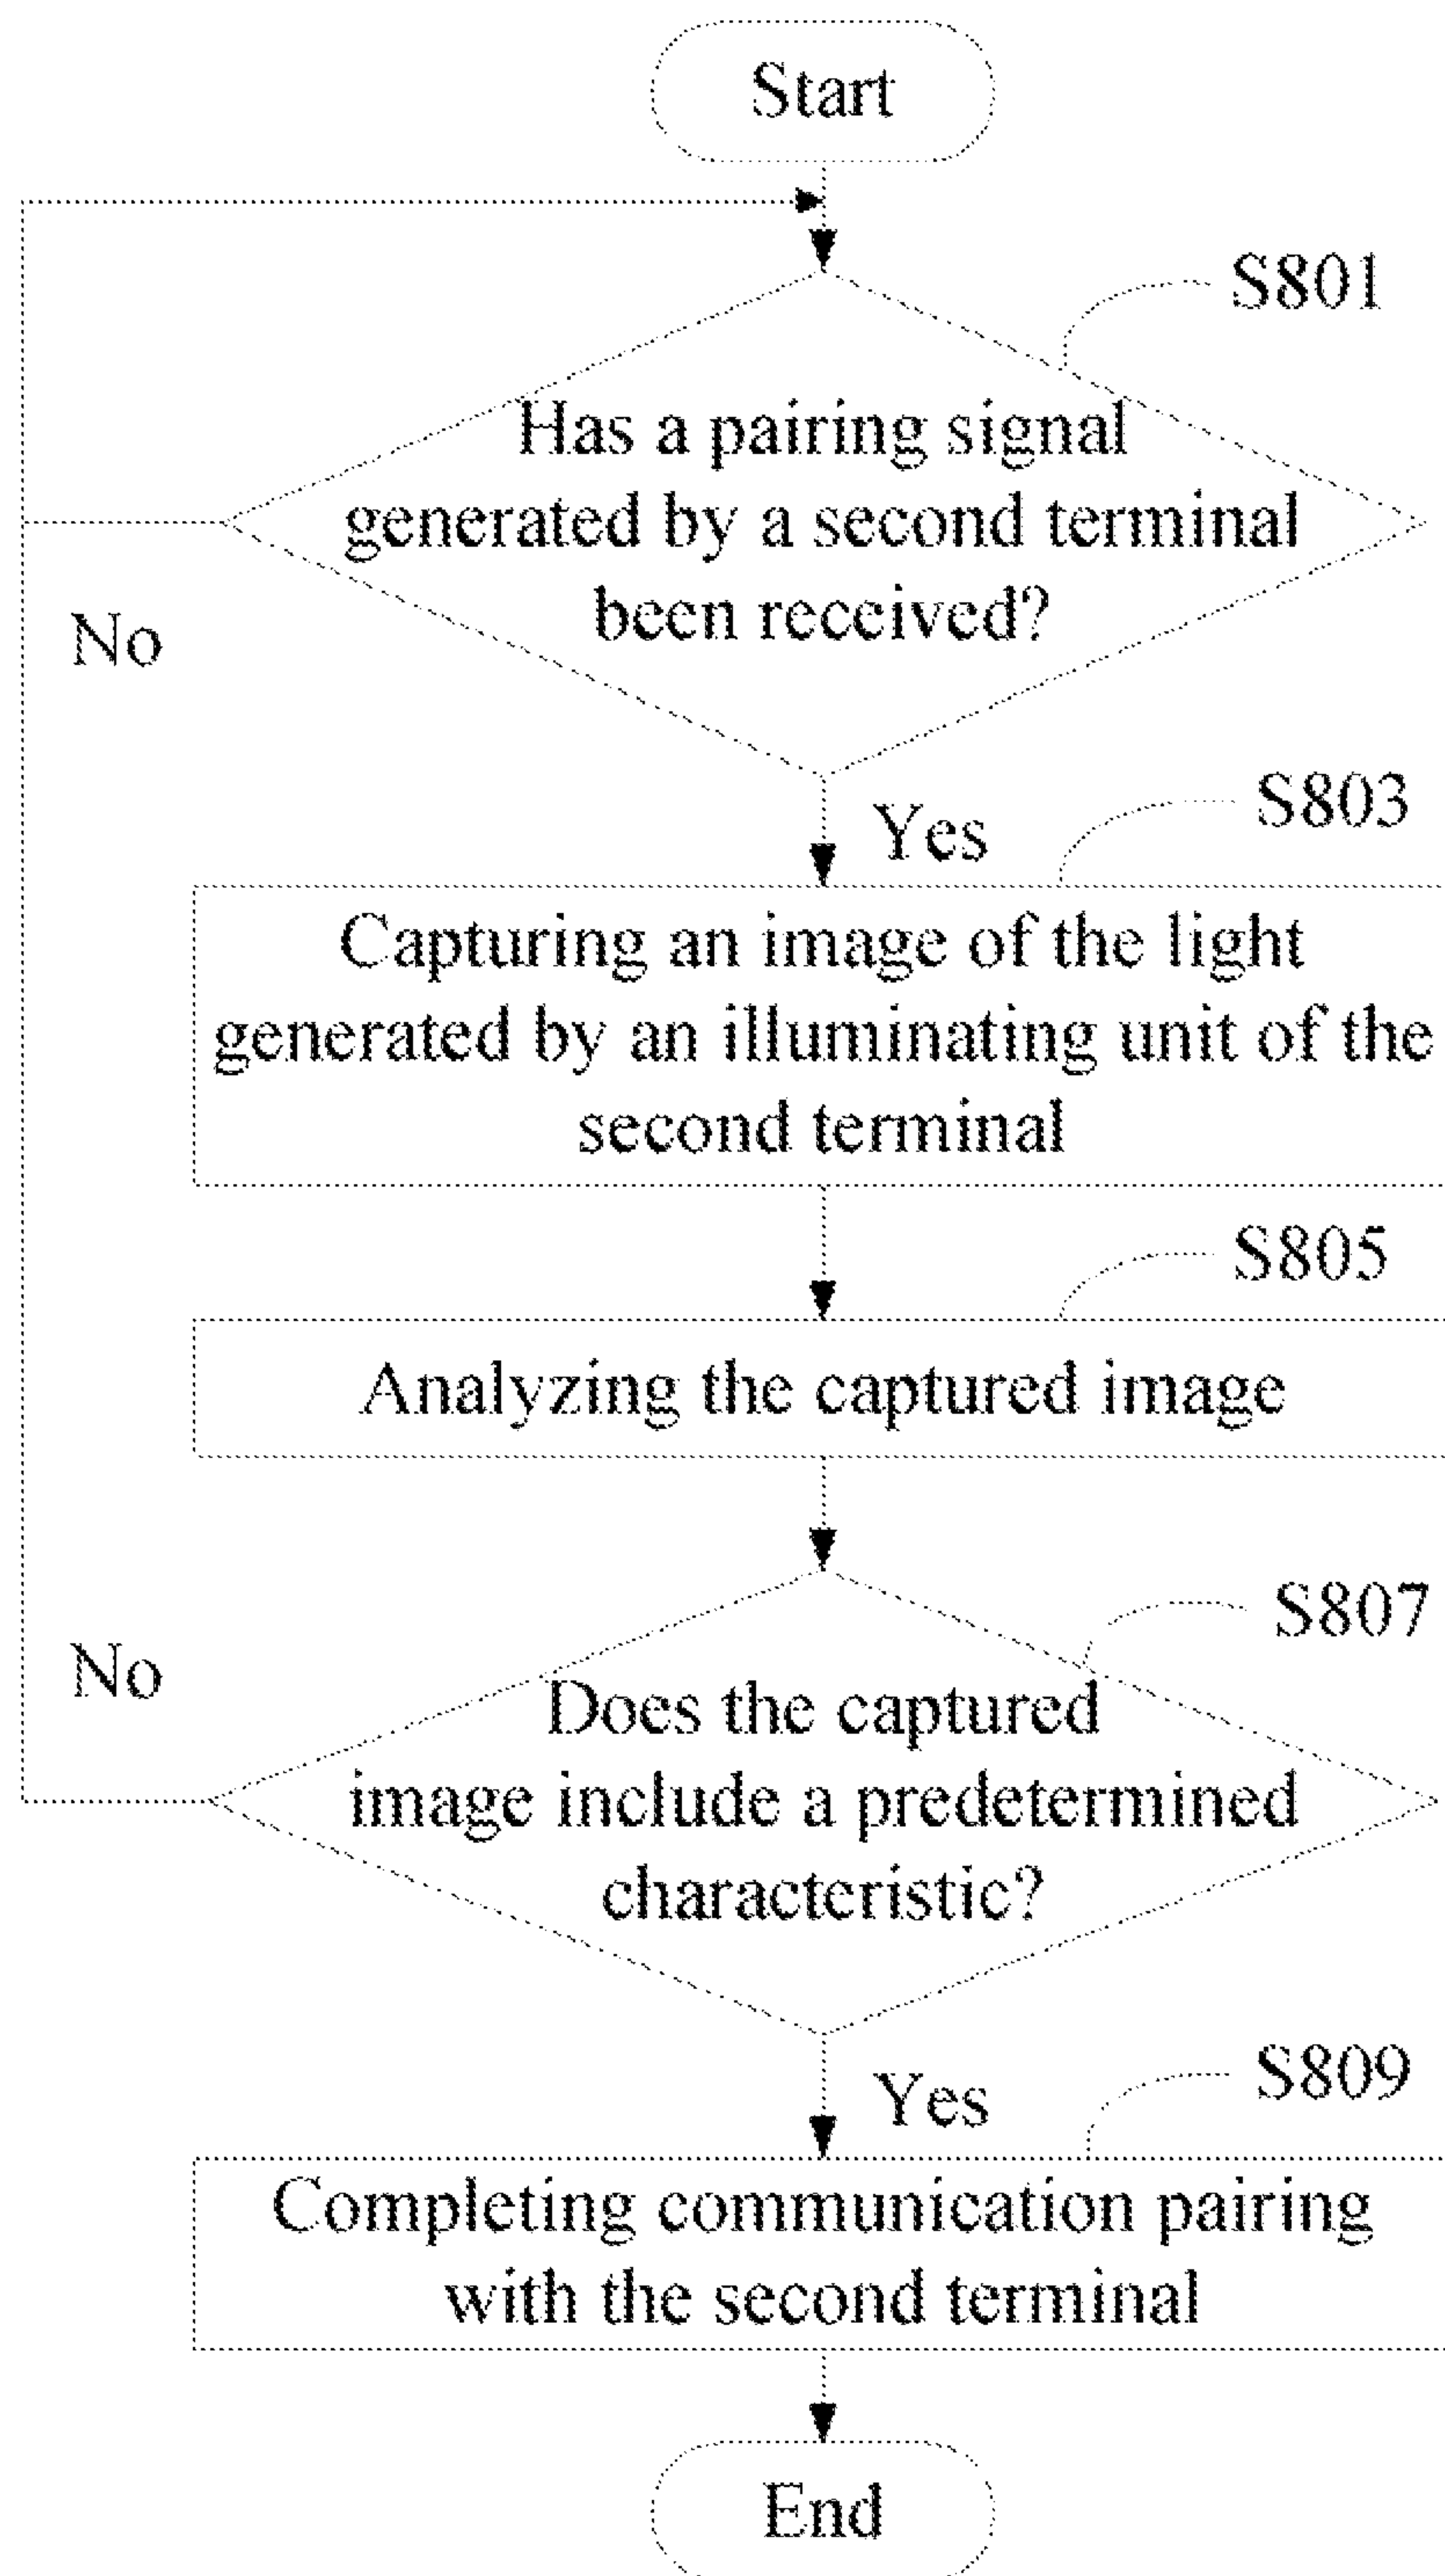 Start
S801
Has a pairing signal
generated by a second terminal
been received?
No
Yes
S803
Capturing an image of the light
generated by an illuminating unit of the
second terminal
S805
Analyzing the captured image
S807
No
Does the captured
image include a predetermined
characteristic?
Yes
S809
Completing communication pairing
with the second terminal
End